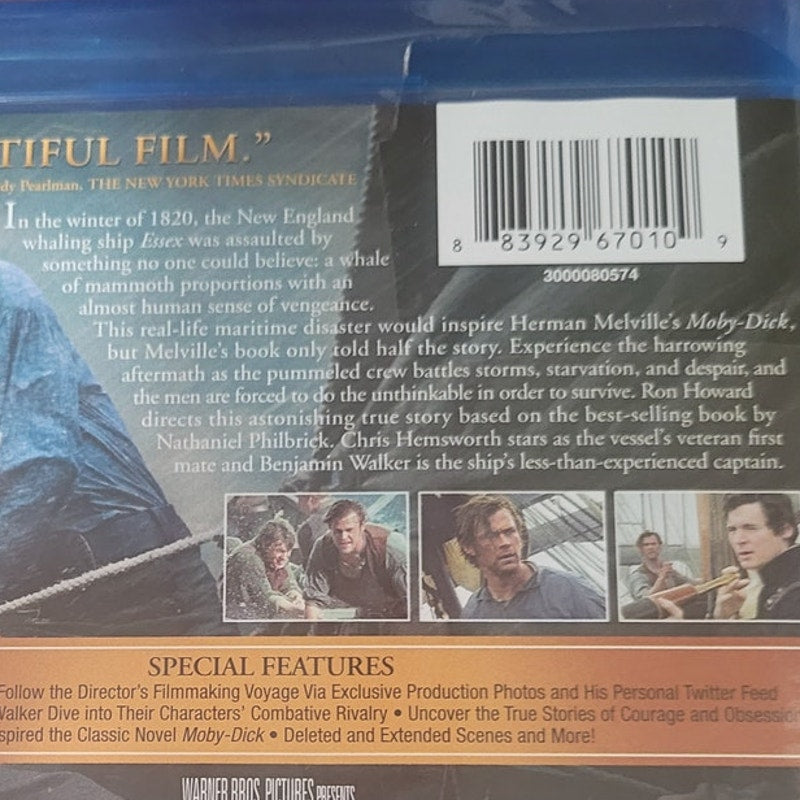 TIFUL FILM.”
dy Pearlman, THE NEW YORK TIMES SYNDICATE
In the winter of 1820, the New England
whaling ship Essex was assaulted by
something no one could believe: a whale
of mammoth proportions with an
almost human sense of vengeance.
This real-life maritime disaster would inspire Herman Melville’s Moby-Dick,
but Melville’s book only told half the story. Experience the harrowing
aftermath as the pummeled crew battles storms, starvation, and despair, and
the men are forced to do the unthinkable in order to survive. Ron Howard
directs this astonishing true story based on the best-selling book by
Nathaniel Philbrick. Chris Hemsworth stars as the vessel’s veteran first
mate and Benjamin Walker is the ship’s less-than-experienced captain.
8 83929 67010 9
3000080574
SPECIAL FEATURES
Follow the Director’s Filmmaking Voyage Via Exclusive Production Photos and His Personal Twitter Feed
Walker Dive into Their Characters’ Combative Rivalry • Uncover the True Stories of Courage and Obsession
spired the Classic Novel Moby-Dick • Deleted and Extended Scenes and More!
WARNER BROS. PICTURES PRESENTS